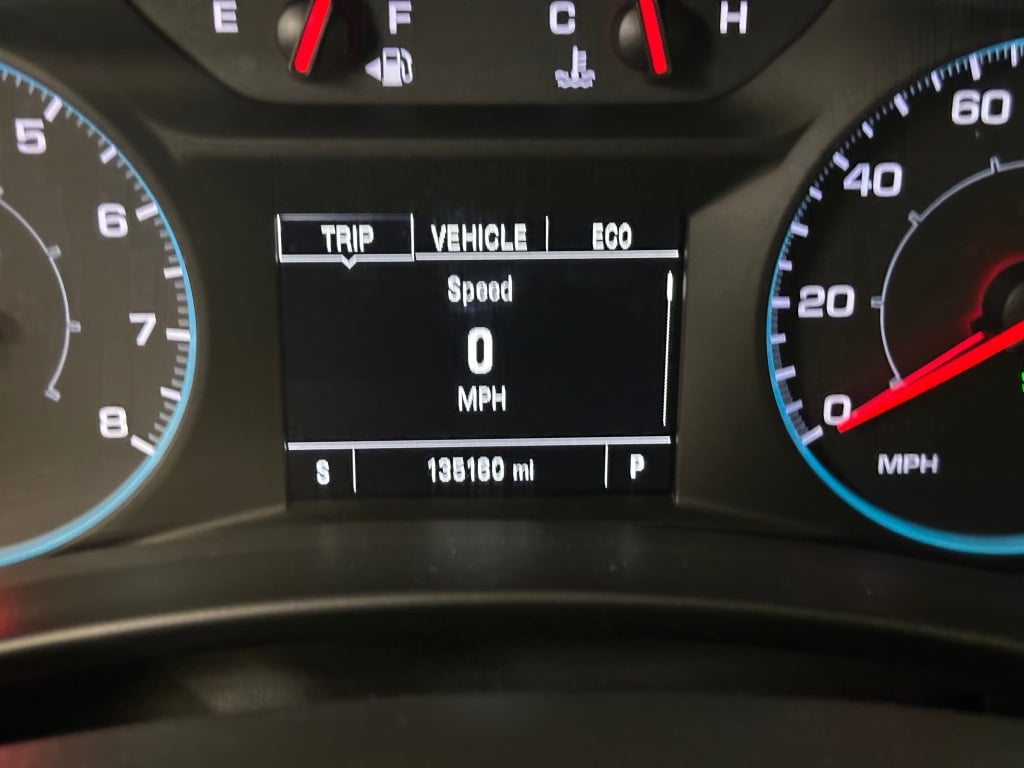 E F C H
5
6
7
8
TRIP VEHICLE ECO
Speed
0
MPH
S 135160 mi P
60
40
20
0
MPH